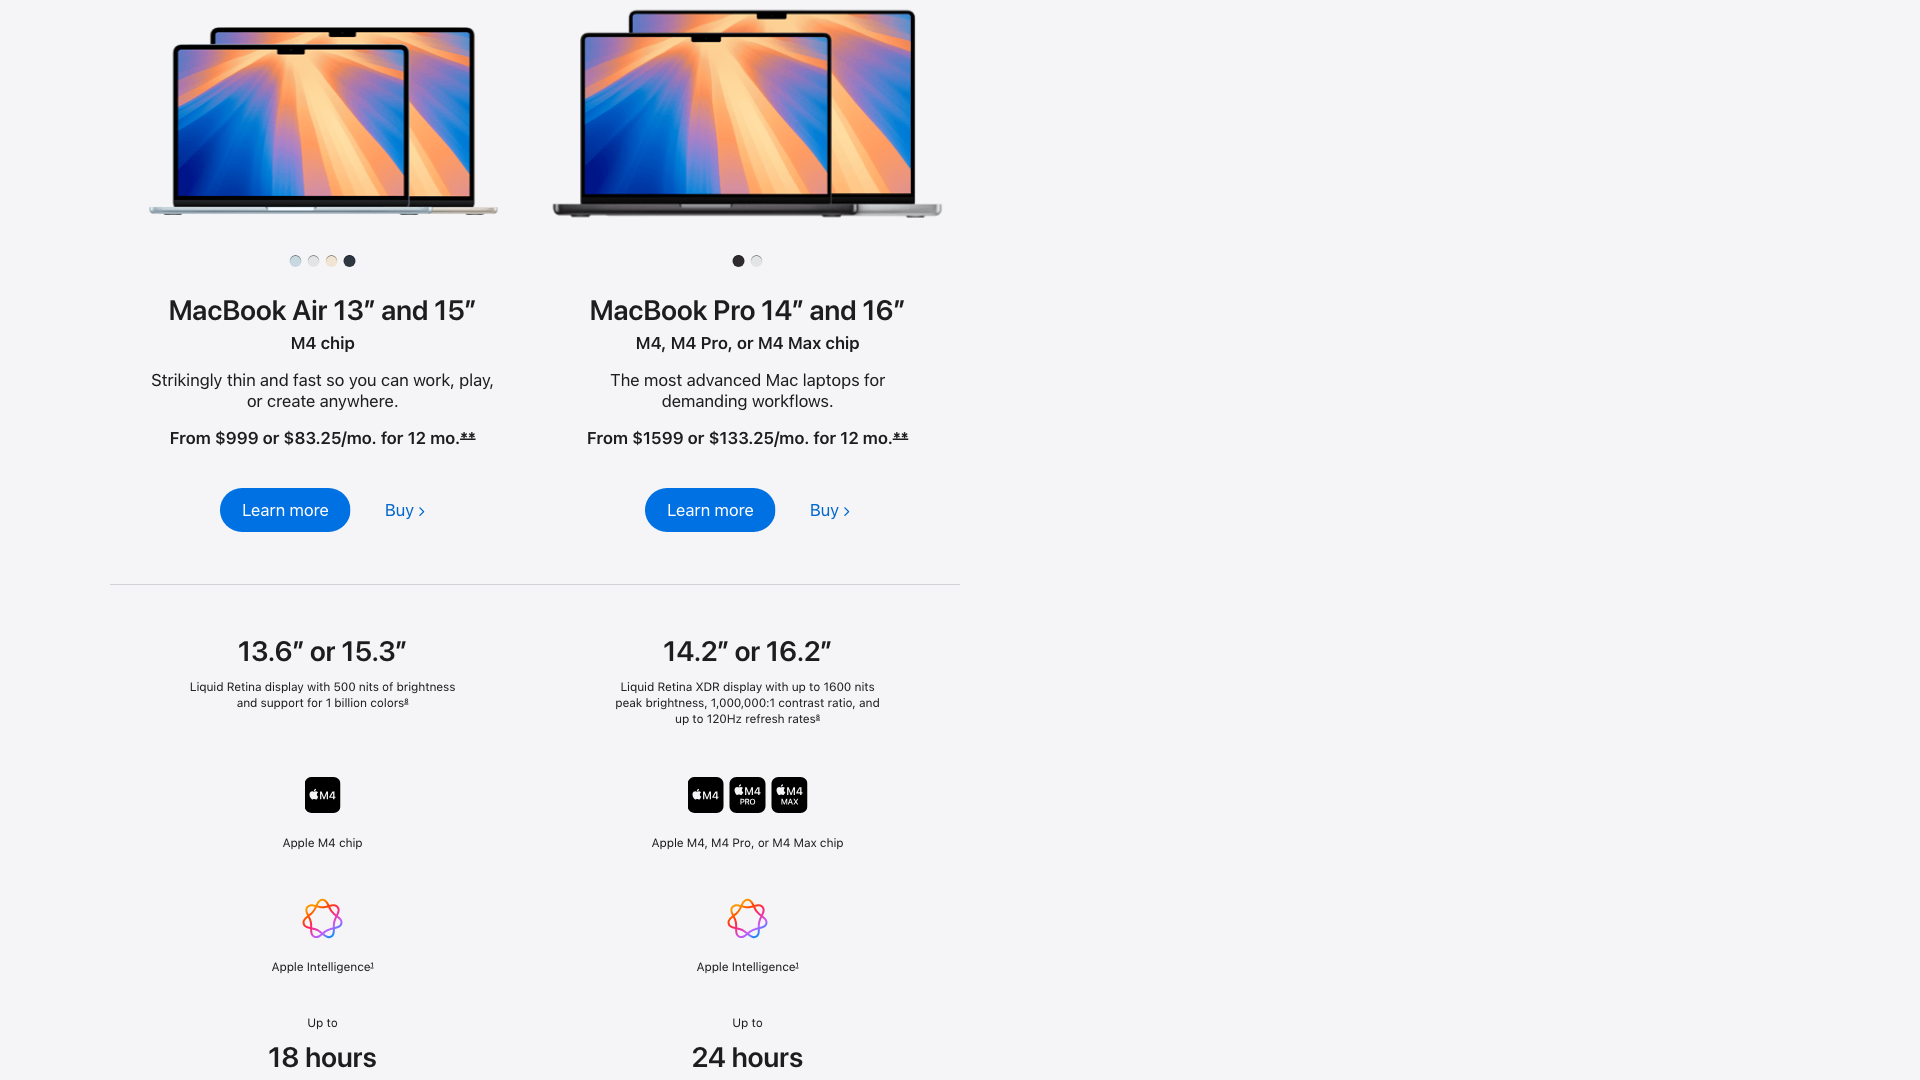 MacBook Air 13” and 15”
M4 chip
Strikingly thin and fast so you can work, play,
or create anywhere.
From $999 or $83.25/mo. for 12 mo.**
Learn more
Buy >
MacBook Pro 14” and 16”
M4, M4 Pro, or M4 Max chip
The most advanced Mac laptops for
demanding workflows.
From $1599 or $133.25/mo. for 12 mo.**
Learn more
Buy >
13.6” or 15.3”
Liquid Retina display with 500 nits of brightness
and support for 1 billion colors8
M4
Apple M4 chip
Apple Intelligence1
Up to
18 hours
14.2” or 16.2”
Liquid Retina XDR display with up to 1600 nits
peak brightness, 1,000,000:1 contrast ratio, and
up to 120Hz refresh rates8
M4
M4
PRO
M4
MAX
Apple M4, M4 Pro, or M4 Max chip
Apple Intelligence1
Up to
24 hours